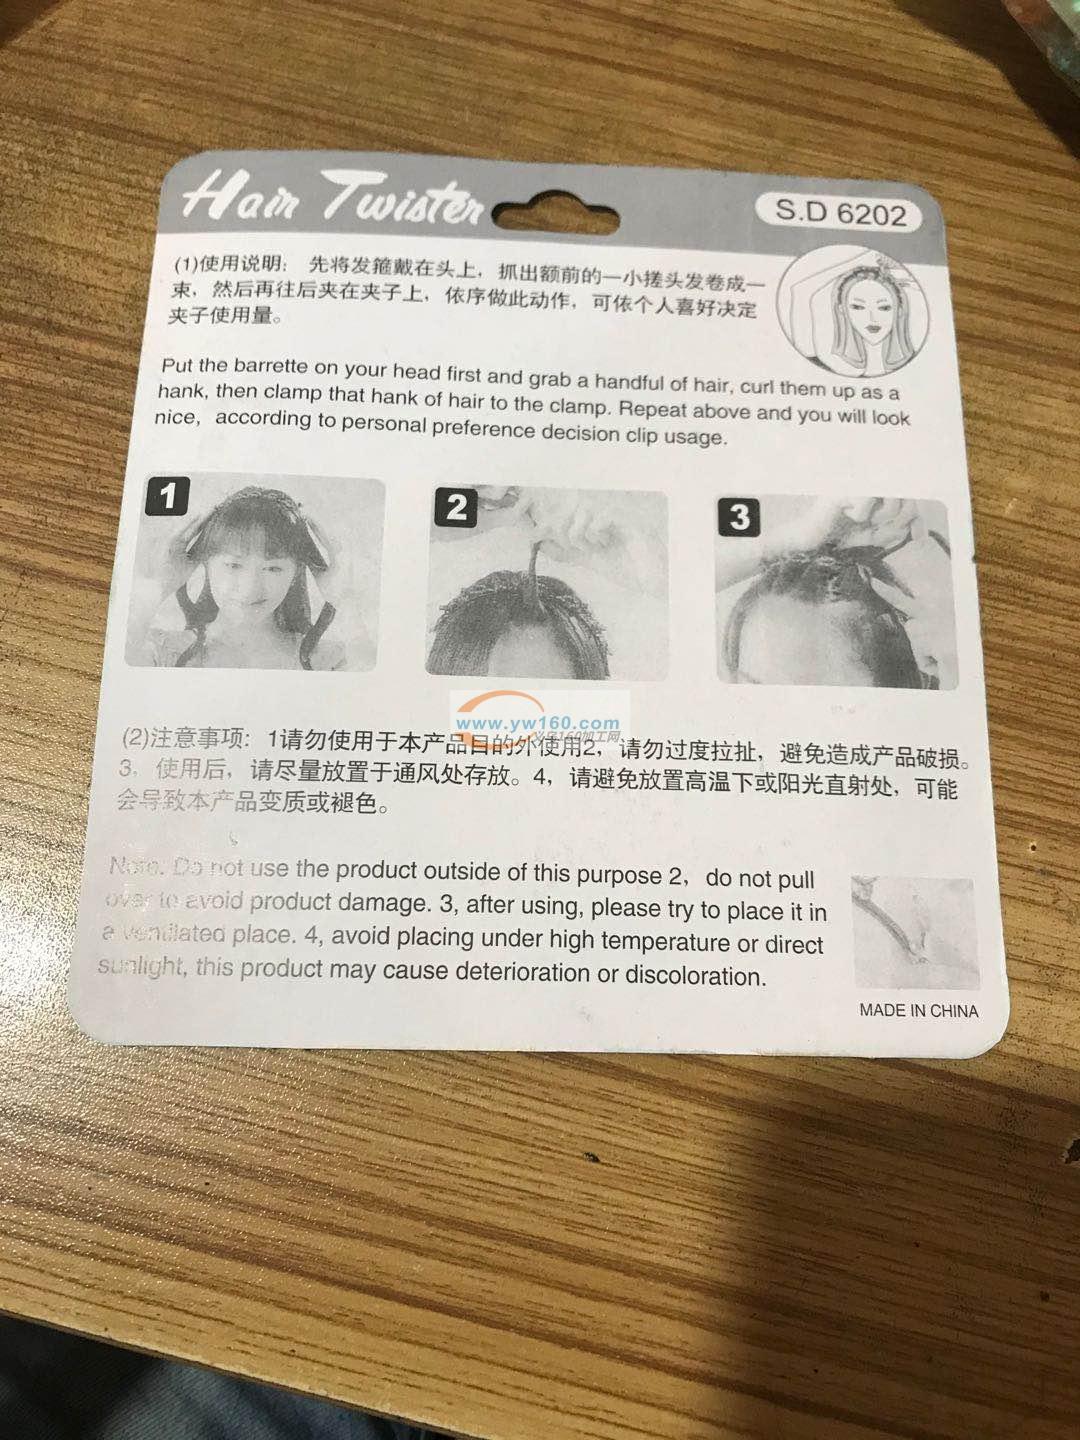 Hair Twister
S.D 6202
(1)使用说明: 先将发箍戴在头上，抓出额前的一小搓头发卷成一
束，然后再往后夹在夹子上，依序做此动作，可依个人喜好决定
夹子使用量。
Put the barrette on your head first and grab a handful of hair, curl them up as a
hank, then clamp that hank of hair to the clamp. Repeat above and you will look
nice, according to personal preference decision clip usage.
1
2
3
www.yw160.com
义乌160加工网
(2)注意事项: 1请勿使用于本产品目的外使用2，请勿过度拉扯，避免造成产品破损。
3，使用后，请尽量放置于通风处存放。4，请避免放置高温下或阳光直射处，可能
会导致本产品变质或褪色。
Note. Do not use the product outside of this purpose 2, do not pull
over to avoid product damage. 3, after using, please try to place it in
a ventilated place. 4, avoid placing under high temperature or direct
sunlight, this product may cause deterioration or discoloration.
MADE IN CHINA